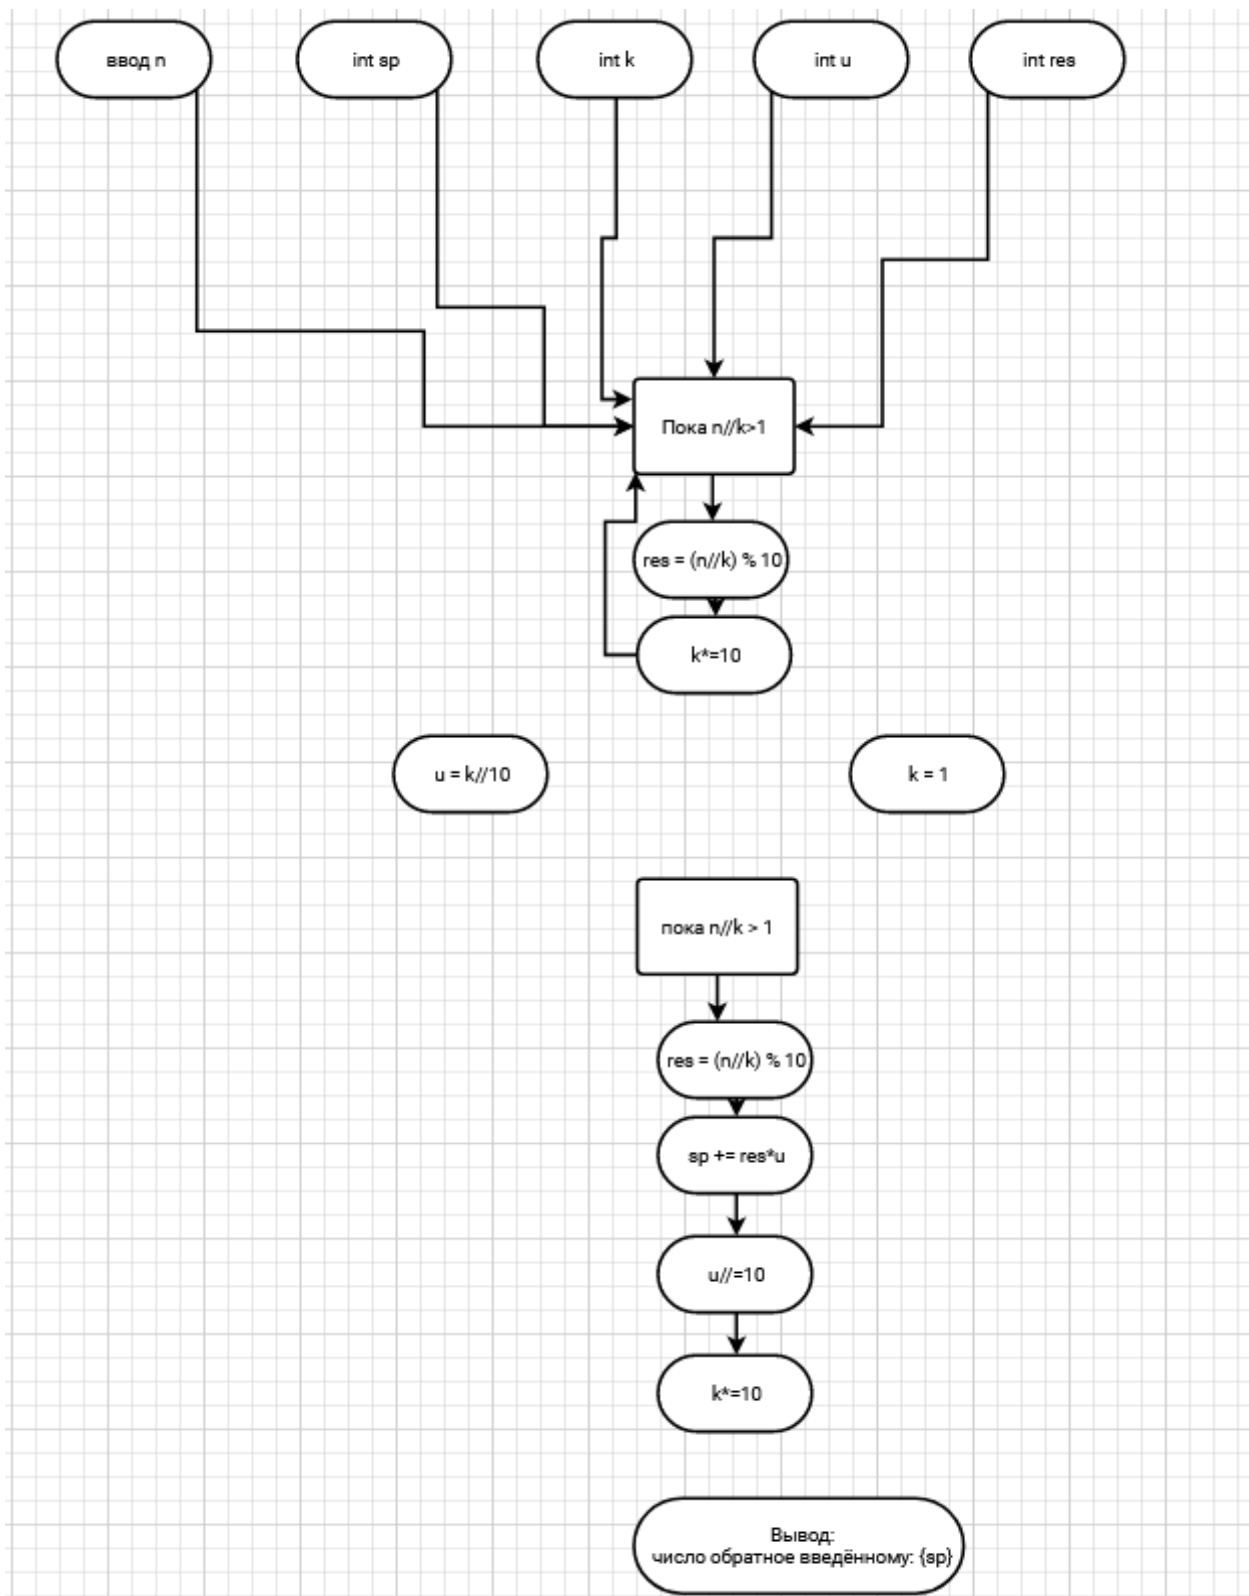 ввод n
int sp
int k
int u
int res
Пока n//k>1
res = (n//k) % 10
k*=10
u = k//10
k = 1
пока n//k > 1
res = (n//k) % 10
sp += res*u
u//=10
k*=10
Вывод:
число обратное введённому: {sp}